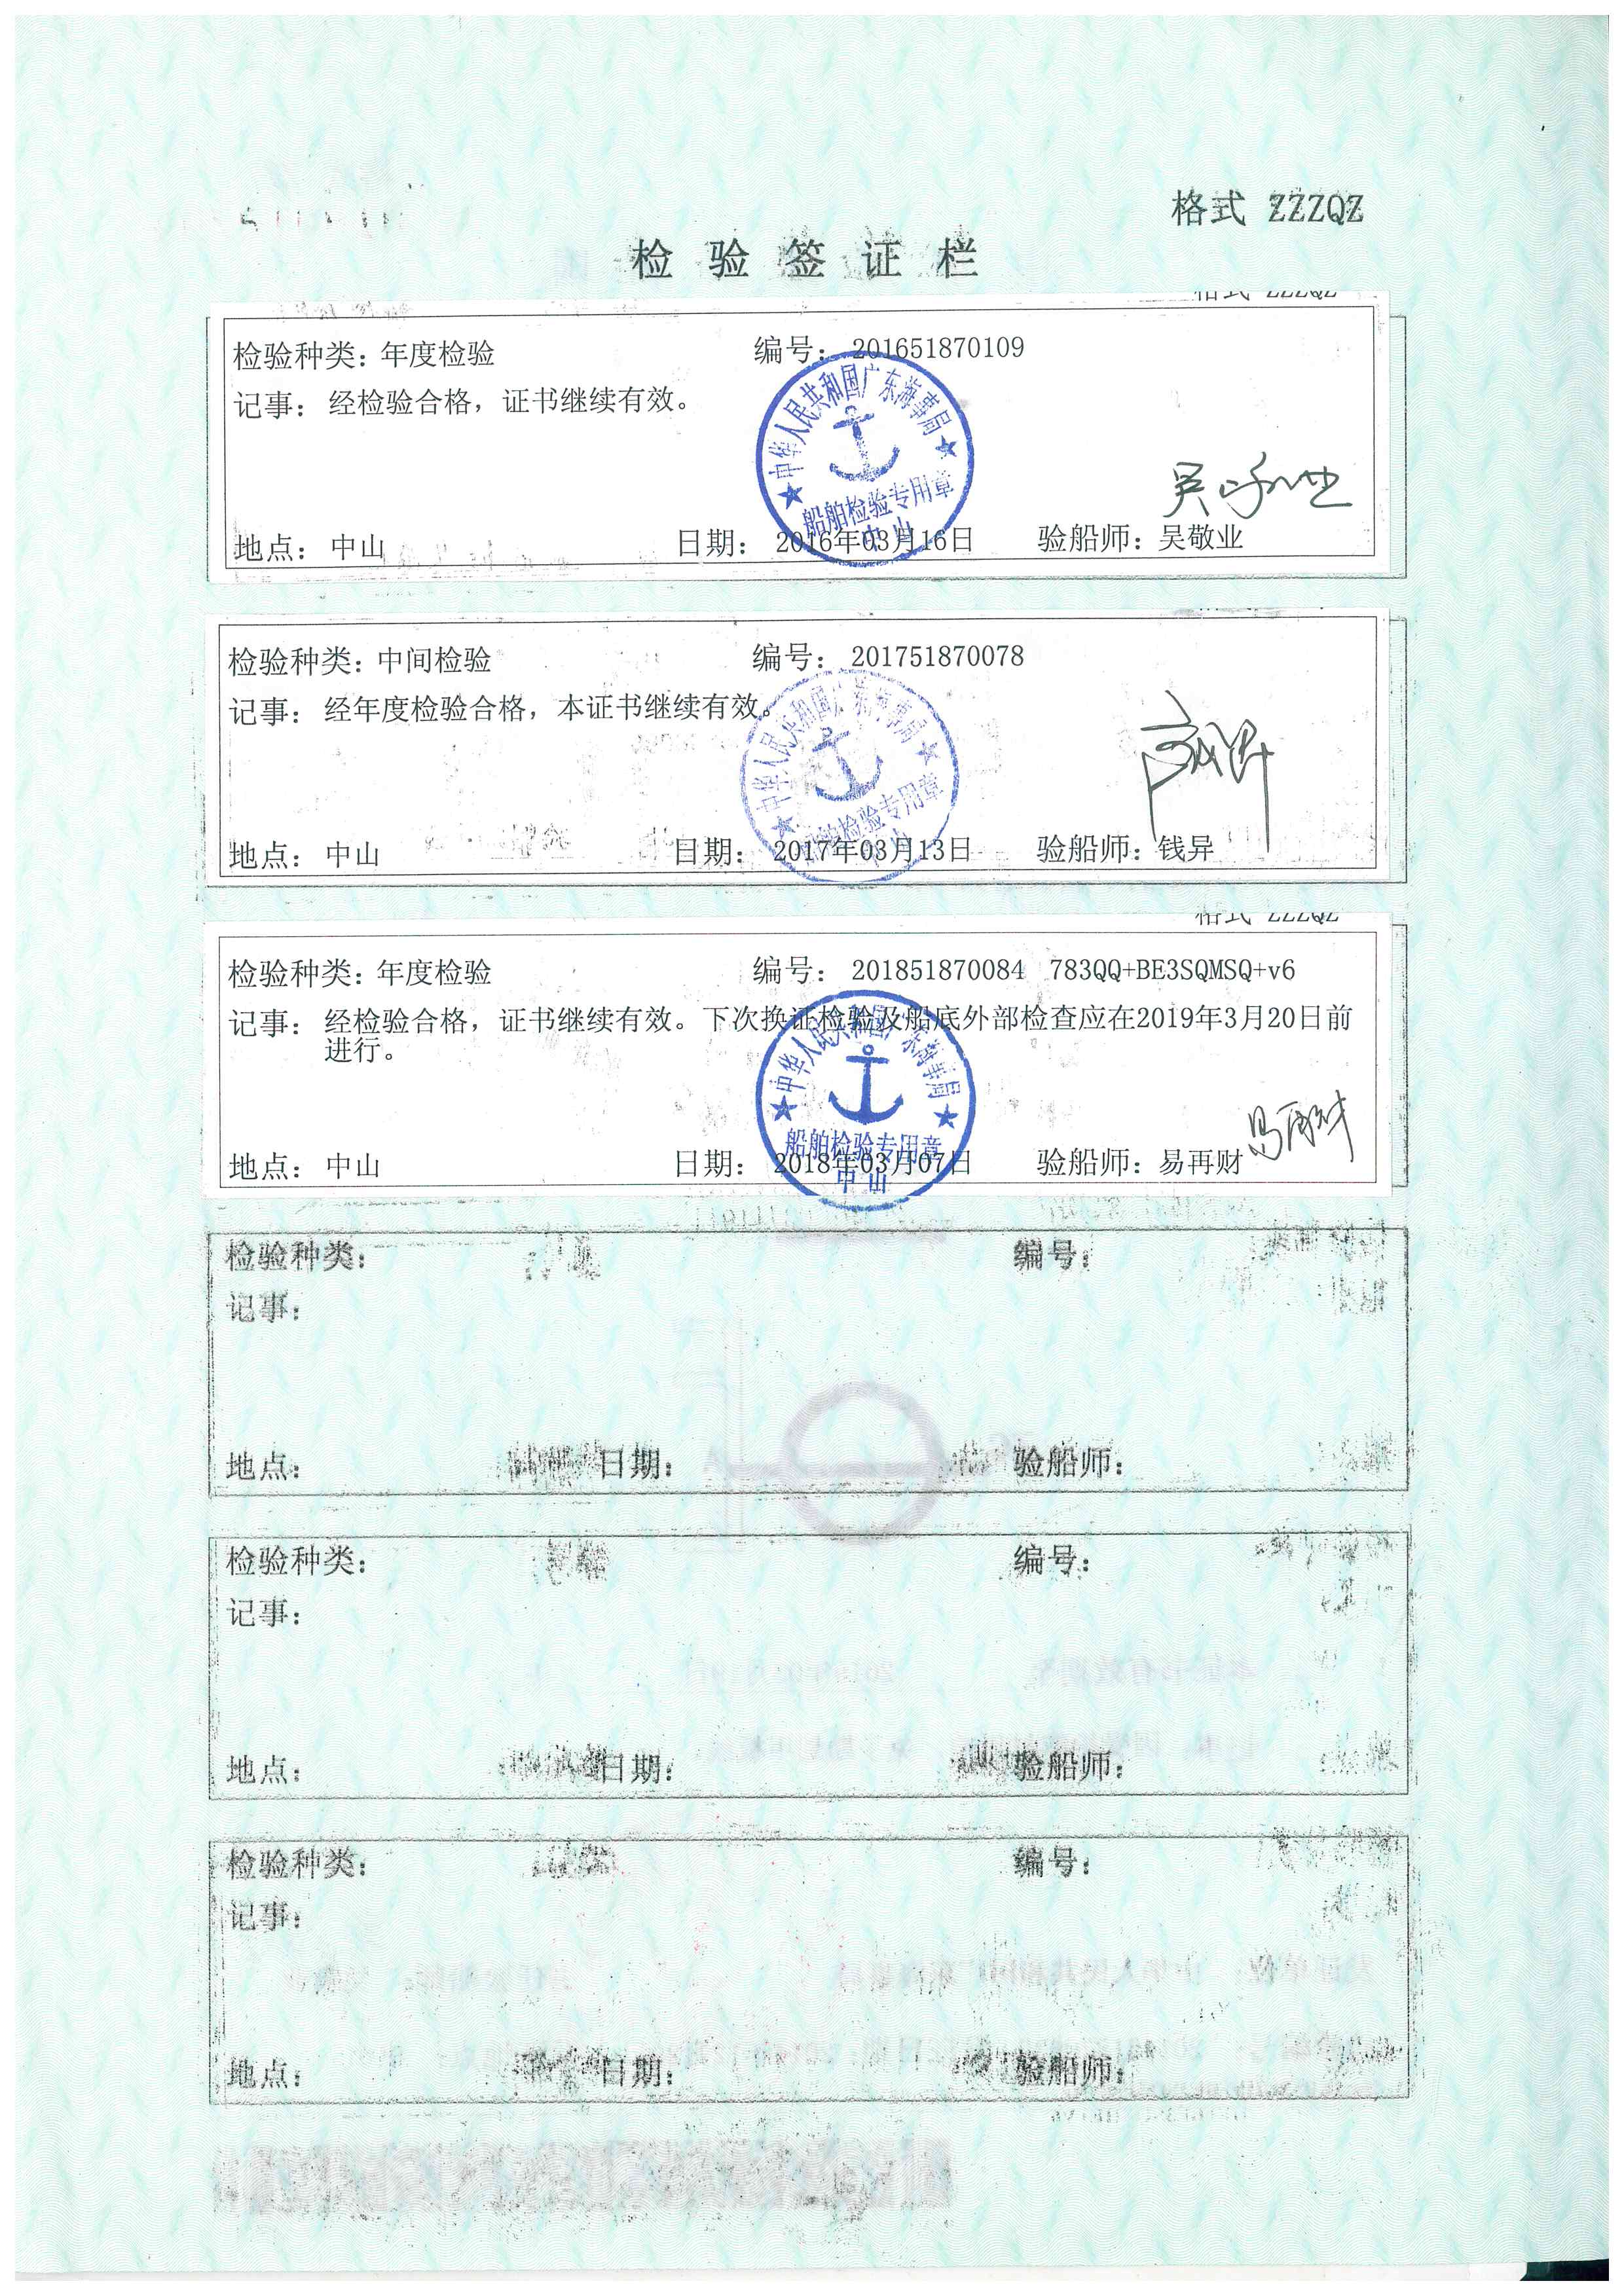 格式 ZZZQZ
检验签证栏
检验种类：年度检验 编号：201651870109
记事：经检验合格，证书继续有效。
中华人民共和国广东海事局
船舶检验专用章
中山
吴敬业
地点：中山 日期：2016年03月16日 验船师：吴敬业
检验种类：中间检验 编号：201751870078
记事：经年度检验合格，本证书继续有效。
中华人民共和国广东海事局
船舶检验专用章
中山
地点：中山 日期：2017年03月13日 验船师：钱异
格式 ZZZQZ
检验种类：年度检验 编号：201851870084 783QQ+BE3SQMSQ+v6
记事：经检验合格，证书继续有效。下次换证检验及船底外部检查应在2019年3月20日前
进行。
中华人民共和国广东海事局
船舶检验专用章
中山
易再财
地点：中山 日期：2018年03月07日 验船师：易再财
检验种类： 编号：
记事：
地点： 日期： 验船师：
检验种类： 编号：
记事：
地点： 日期： 验船师：
检验种类： 编号：
记事：
地点： 日期： 验船师：